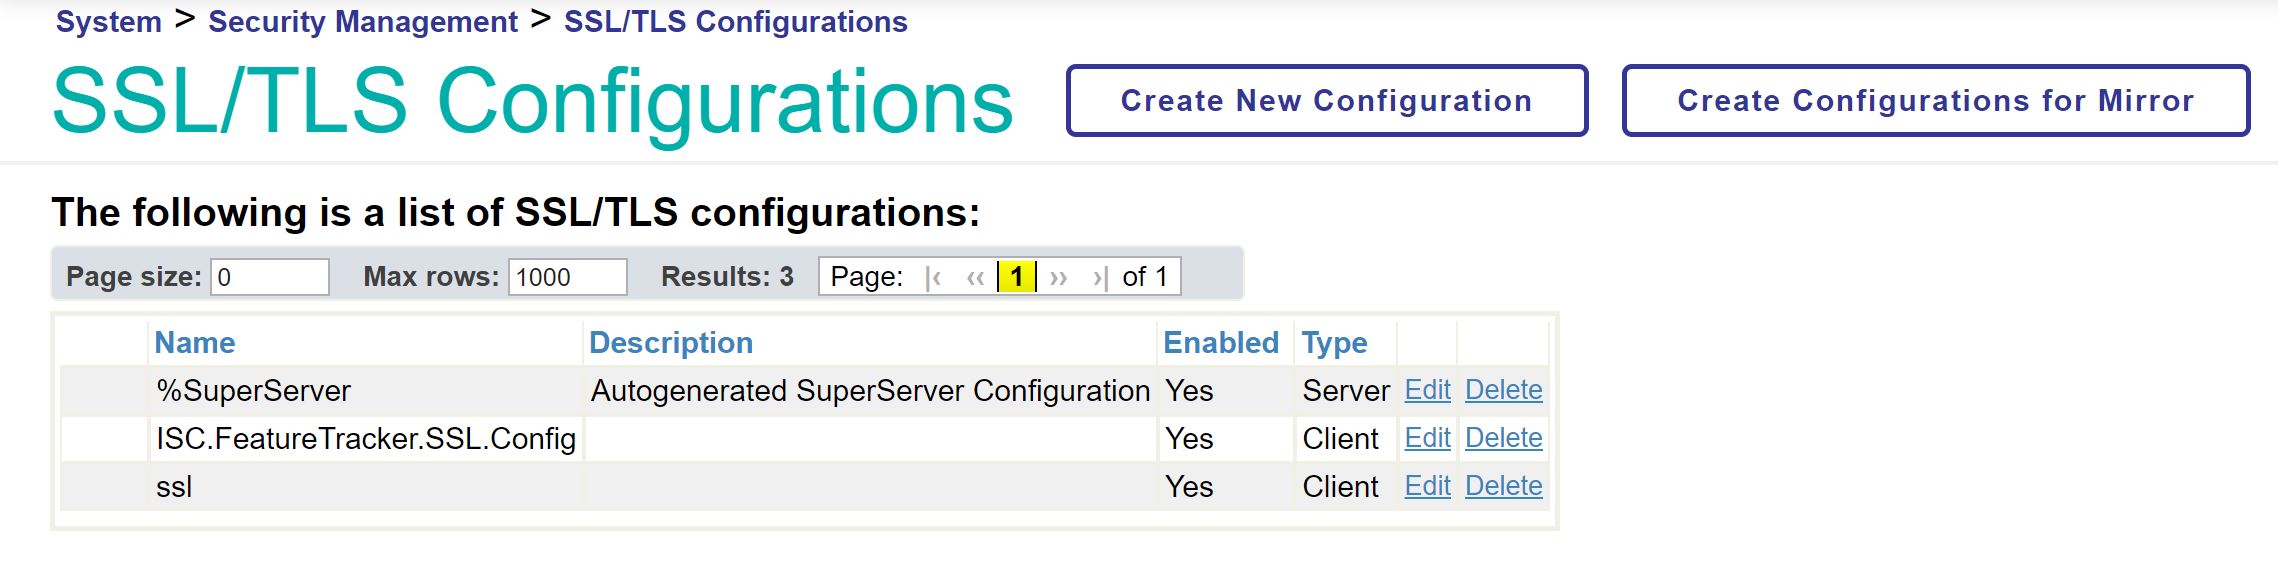 System > Security Management > SSL/TLS Configurations
SSL/TLS Configurations Create New Configuration Create Configurations for Mirror
The following is a list of SSL/TLS configurations:
Page size: 0 Max rows: 1000 Results: 3 Page: |‹ ‹‹ 1 ›› ›| of 1
Name Description Enabled Type
%SuperServer Autogenerated SuperServer Configuration Yes Server Edit Delete
ISC.FeatureTracker.SSL.Config Yes Client Edit Delete
ssl Yes Client Edit Delete